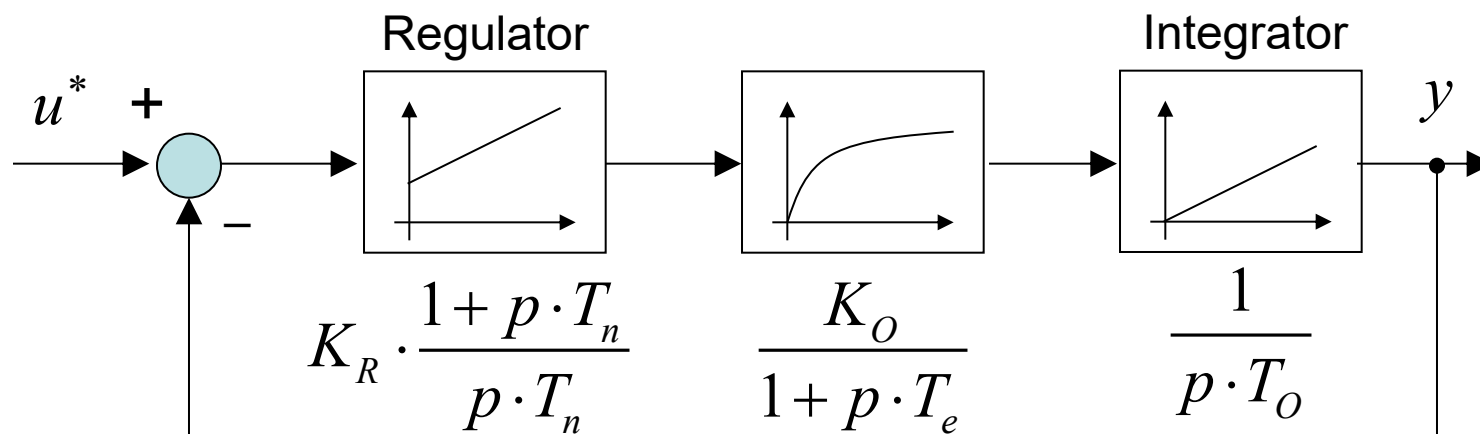 Regulator
Integrator
u* +
y
−
K_R · (1 + p · T_n) / (p · T_n)
K_O / (1 + p · T_e)
1 / (p · T_O)